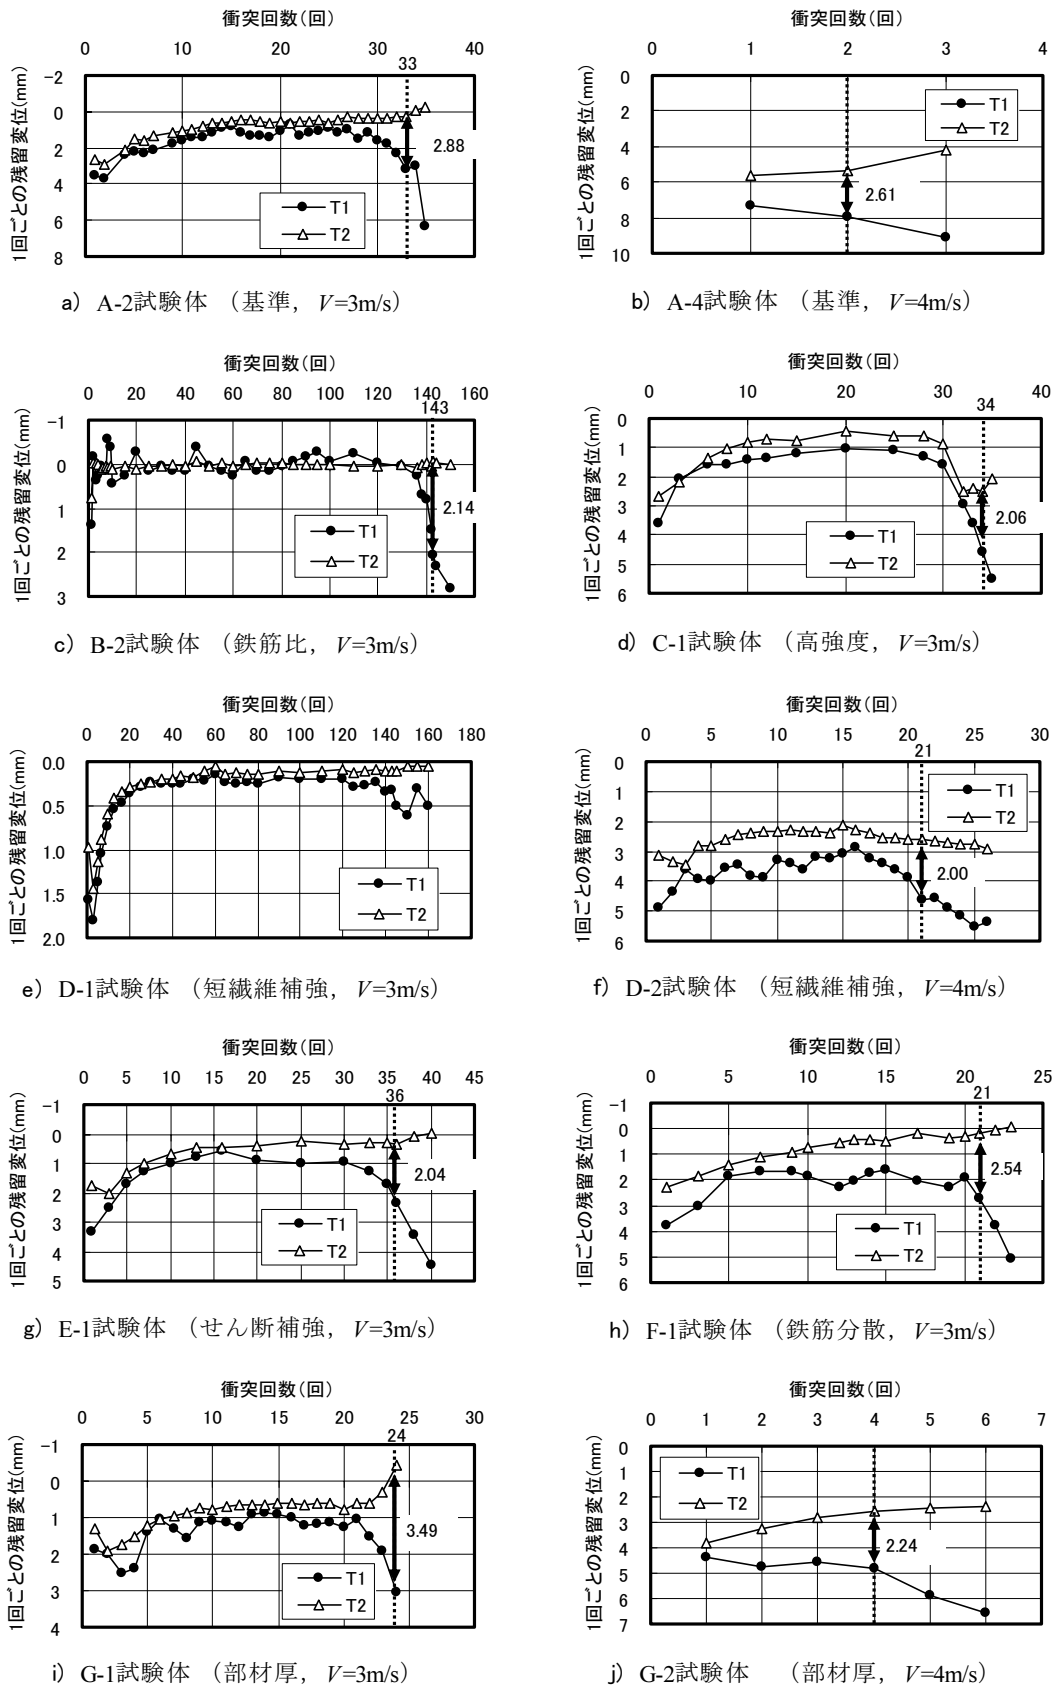 衝突回数(回)
0 10 20 30 40
33
1回ごとの残留変位(mm)
-2
0
2
4
6
8
2.88
T1
T2
a) A-2試験体 (基準, V=3m/s)
衝突回数(回)
0 1 2 3 4
1回ごとの残留変位(mm)
0
2
4
6
8
10
T1
T2
2.61
b) A-4試験体 (基準, V=4m/s)
衝突回数(回)
0 20 40 60 80 100 120 140 160
143
1回ごとの残留変位(mm)
-1
0
1
2
3
2.14
T1
T2
c) B-2試験体 (鉄筋比, V=3m/s)
衝突回数(回)
0 10 20 30 40
34
1回ごとの残留変位(mm)
0
1
2
3
4
5
6
2.06
T1
T2
d) C-1試験体 (高強度, V=3m/s)
衝突回数(回)
0 20 40 60 80 100 120 140 160 180
1回ごとの残留変位(mm)
0.0
0.5
1.0
1.5
2.0
T1
T2
e) D-1試験体 (短繊維補強, V=3m/s)
衝突回数(回)
0 5 10 15 20 25 30
21
1回ごとの残留変位(mm)
0
1
2
3
4
5
6
T1
T2
2.00
f) D-2試験体 (短繊維補強, V=4m/s)
衝突回数(回)
0 5 10 15 20 25 30 35 40 45
36
1回ごとの残留変位(mm)
-1
0
1
2
3
4
5
2.04
T1
T2
g) E-1試験体 (せん断補強, V=3m/s)
衝突回数(回)
0 5 10 15 20 25
21
1回ごとの残留変位(mm)
-1
0
1
2
3
4
5
6
2.54
T1
T2
h) F-1試験体 (鉄筋分散, V=3m/s)
衝突回数(回)
0 5 10 15 20 25 30
24
1回ごとの残留変位(mm)
-1
0
1
2
3
4
3.49
T1
T2
i) G-1試験体 (部材厚, V=3m/s)
衝突回数(回)
0 1 2 3 4 5 6 7
1回ごとの残留変位(mm)
0
1
2
3
4
5
6
7
T1
T2
2.24
j) G-2試験体 (部材厚, V=4m/s)